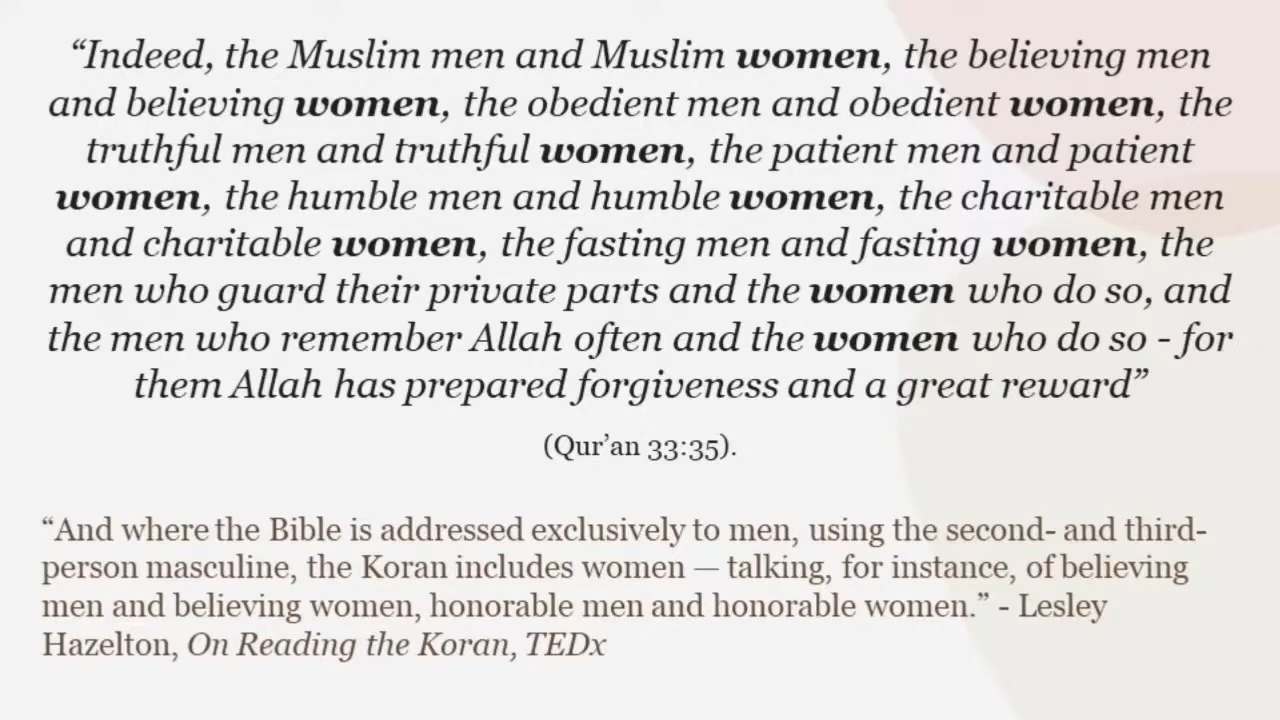 “Indeed, the Muslim men and Muslim women, the believing men
and believing women, the obedient men and obedient women, the
truthful men and truthful women, the patient men and patient
women, the humble men and humble women, the charitable men
and charitable women, the fasting men and fasting women, the
men who guard their private parts and the women who do so, and
the men who remember Allah often and the women who do so - for
them Allah has prepared forgiveness and a great reward”
(Qur’an 33:35).
“And where the Bible is addressed exclusively to men, using the second- and third-
person masculine, the Koran includes women — talking, for instance, of believing
men and believing women, honorable men and honorable women.” - Lesley
Hazelton, On Reading the Koran, TEDx